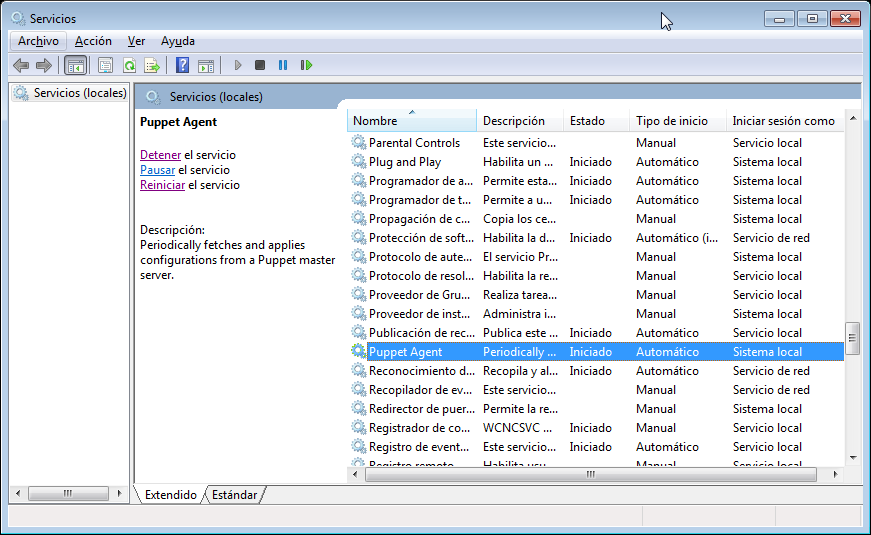 Servicios
Archivo Acción Ver Ayuda
Servicios (locales)
Servicios (locales)
Puppet Agent
Detener el servicio
Pausar el servicio
Reiniciar el servicio
Descripción:
Periodically fetches and applies
configurations from a Puppet master
server.
Nombre Descripción Estado Tipo de inicio Iniciar sesión como
Parental Controls Este servicio... Manual Servicio local
Plug and Play Habilita un ... Iniciado Automático Sistema local
Programador de a... Permite esta... Iniciado Automático Sistema local
Programador de t... Permite a u... Iniciado Automático Sistema local
Propagación de c... Copia los ce... Manual Sistema local
Protección de soft... Habilita la d... Iniciado Automático (i... Servicio de red
Protocolo de aute... El servicio Pr... Manual Sistema local
Protocolo de resol... Habilita la re... Manual Servicio local
Proveedor de Gru... Realiza tarea... Manual Servicio local
Proveedor de inst... Administra i... Manual Sistema local
Publicación de rec... Publica este ... Iniciado Automático Servicio local
Puppet Agent Periodically ... Iniciado Automático Sistema local
Reconocimiento d... Recopila y al... Iniciado Automático Servicio de red
Recopilador de ev... Este servicio... Manual Servicio de red
Redirector de puer... Permite la re... Manual Sistema local
Registrador de co... WCNCSVC ... Iniciado Manual Servicio local
Registro de event... Este servicio... Iniciado Automático Servicio local
Registro remoto Habilita usu... Manual Servicio local
Extendido Estándar